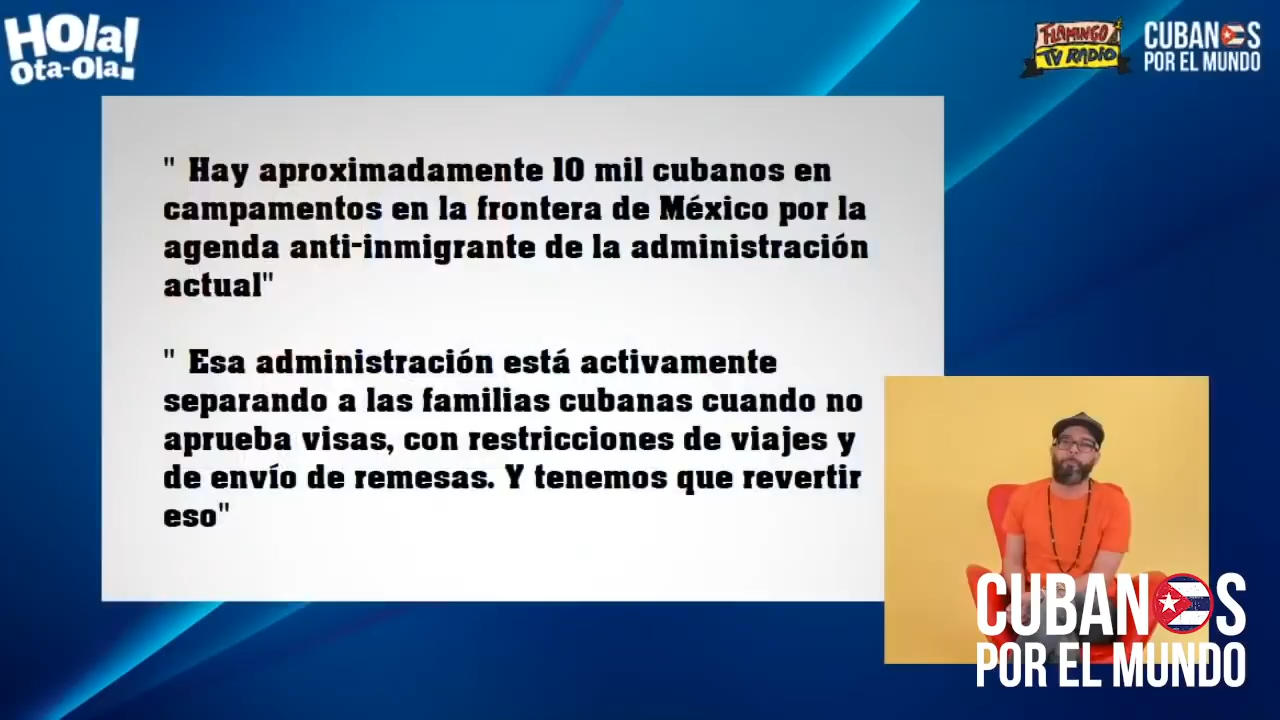 HOla!
Ota-Ola!
FLAMINGO
TV RADIO
CUBANOS
POR EL MUNDO
" Hay aproximadamente 10 mil cubanos en
campamentos en la frontera de México por la
agenda anti-inmigrante de la administración
actual"
" Esa administración está activamente
separando a las familias cubanas cuando no
aprueba visas, con restricciones de viajes y
de envío de remesas. Y tenemos que revertir
eso"
CUBANOS
POR EL MUNDO